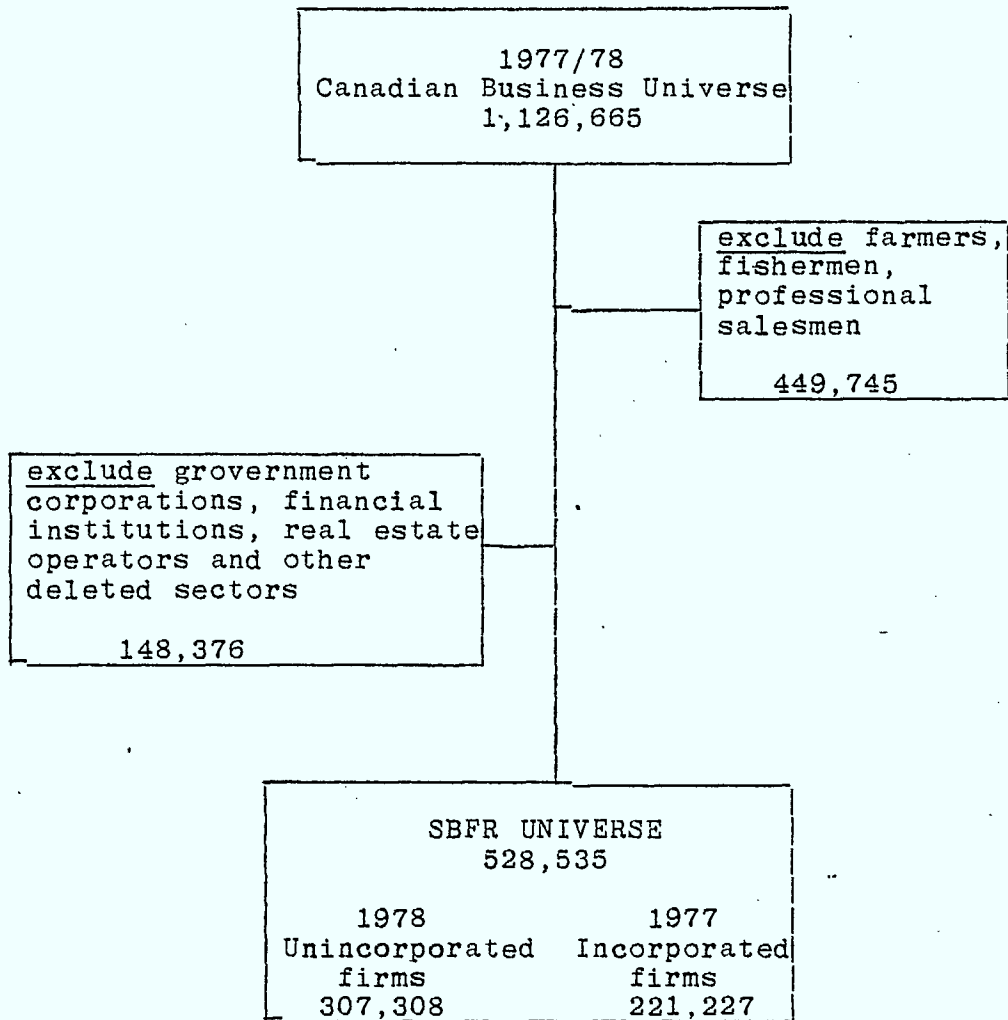 1977/78
Canadian Business Universe
1,126,665
exclude farmers,
fishermen,
professional
salesmen
449,745
exclude grovernment
corporations, financial
institutions, real estate
operators and other
deleted sectors
148,376
SBFR UNIVERSE
528,535
1978 1977
Unincorporated Incorporated
firms firms
307,308 221,227